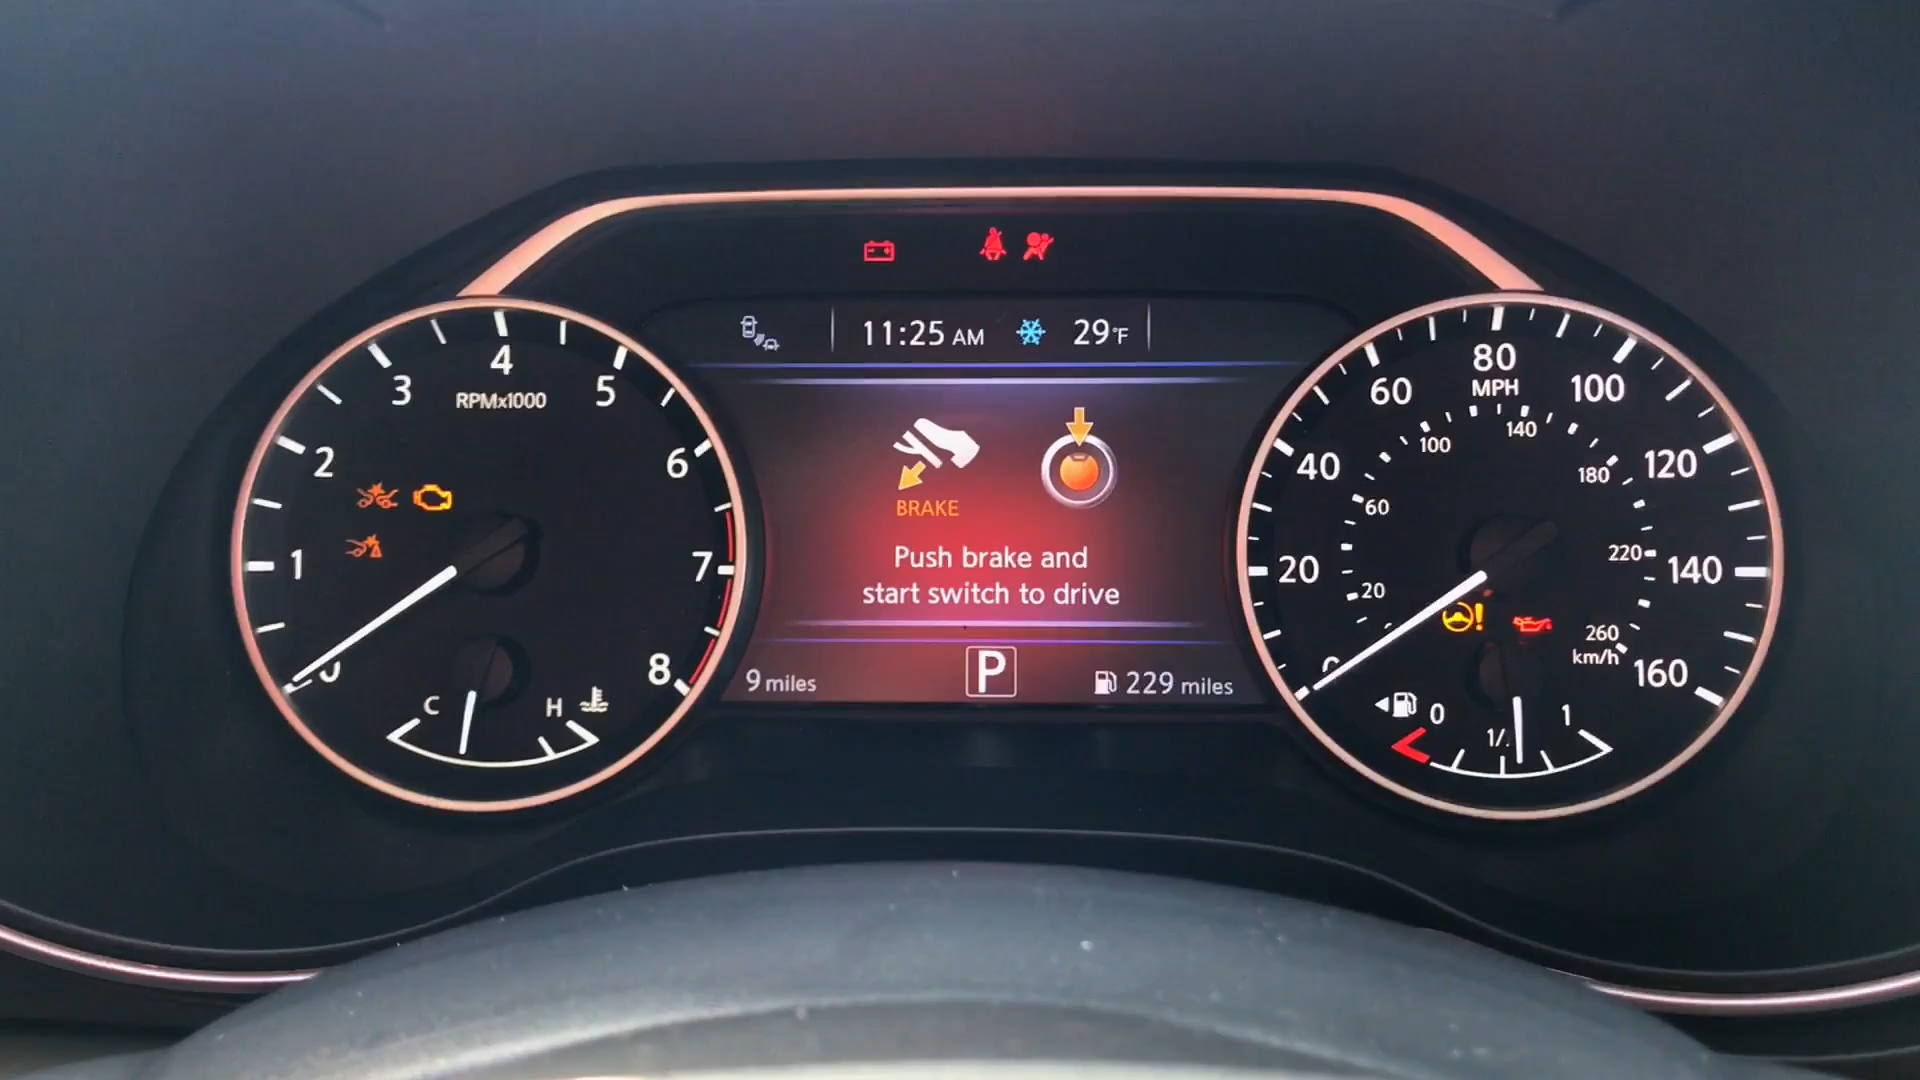 11:25 AM
29°F
4
3
5
RPMx1000
2
6
1
7
8
C
H
BRAKE
Push brake and
start switch to drive
9 miles
P
229 miles
80
MPH
60
100
40
120
20
140
160
100
140
60
180
20
220
260
km/h
0
1